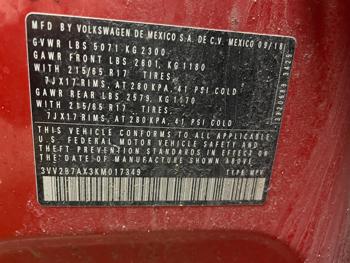 MFD BY VOLKSWAGEN DE MEXICO S.A. DE C.V. MEXICO 09/18
GVWR LBS 5071 KG 2300
GAWR FRONT LBS 2601, KG 1180
WITH 215/65 R17 TIRES,
7JX17 RIMS, AT 280 KPA, 41 PSI COLD
GAWR REAR LBS 2579, KG 1170
WITH 215/65 R17 TIRES,
7JX17 RIMS, AT 280 KPA, 41 PSI COLD
THIS VEHICLE CONFORMS TO ALL APPLICABLE
U.S. FEDERAL MOTOR VEHICLE SAFETY AND
THEFT PREVENTION STANDARDS IN EFFECT ON
THE DATE OF MANUFACTURE SHOWN ABOVE.
3VV2B7AX3KM017349 TYPE: MPV